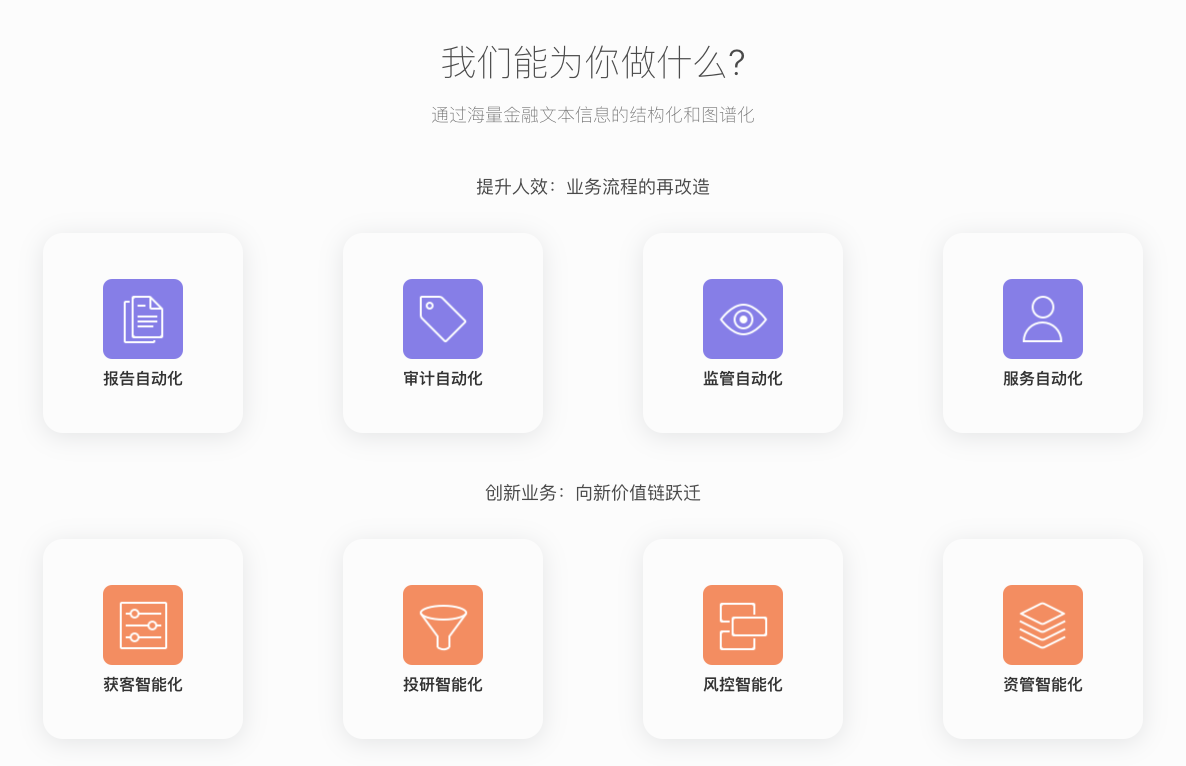 我们能为你做什么?
通过海量金融文本信息的结构化和图谱化
提升人效：业务流程的再改造
报告自动化
审计自动化
监管自动化
服务自动化
创新业务：向新价值链跃迁
获客智能化
投研智能化
风控智能化
资管智能化